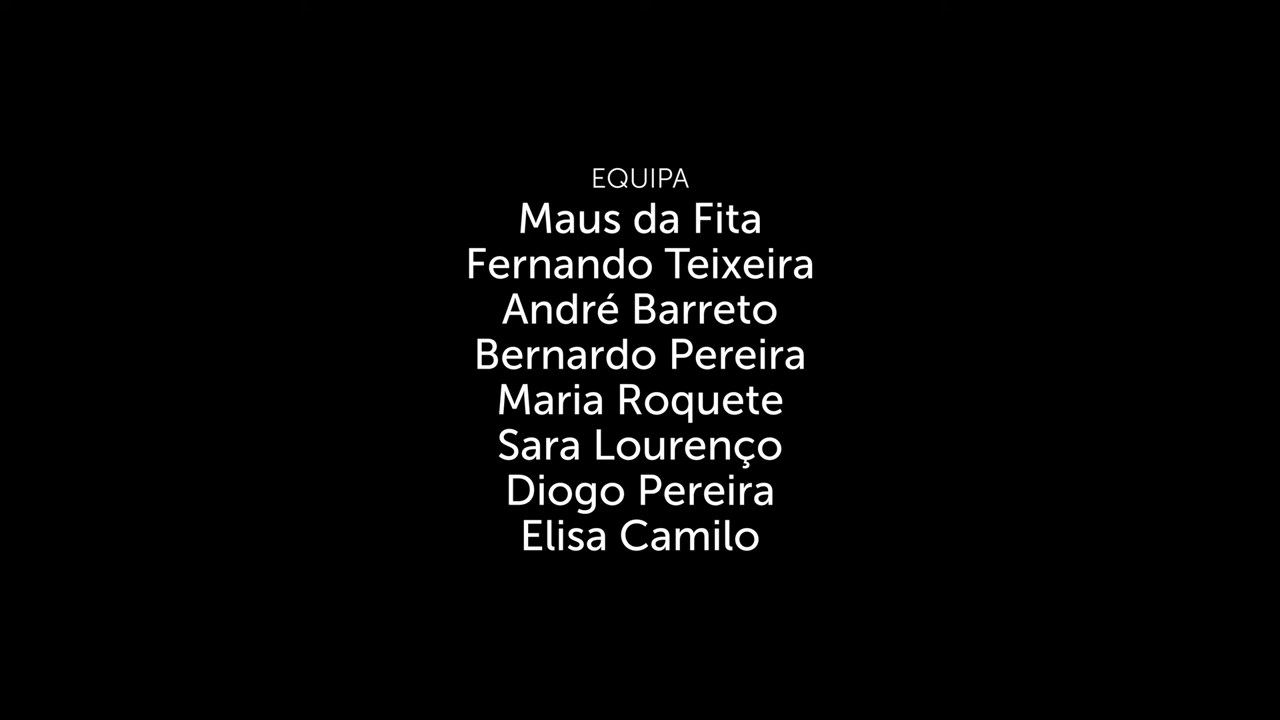 EQUIPA
Maus da Fita
Fernando Teixeira
André Barreto
Bernardo Pereira
Maria Roquete
Sara Lourenço
Diogo Pereira
Elisa Camilo